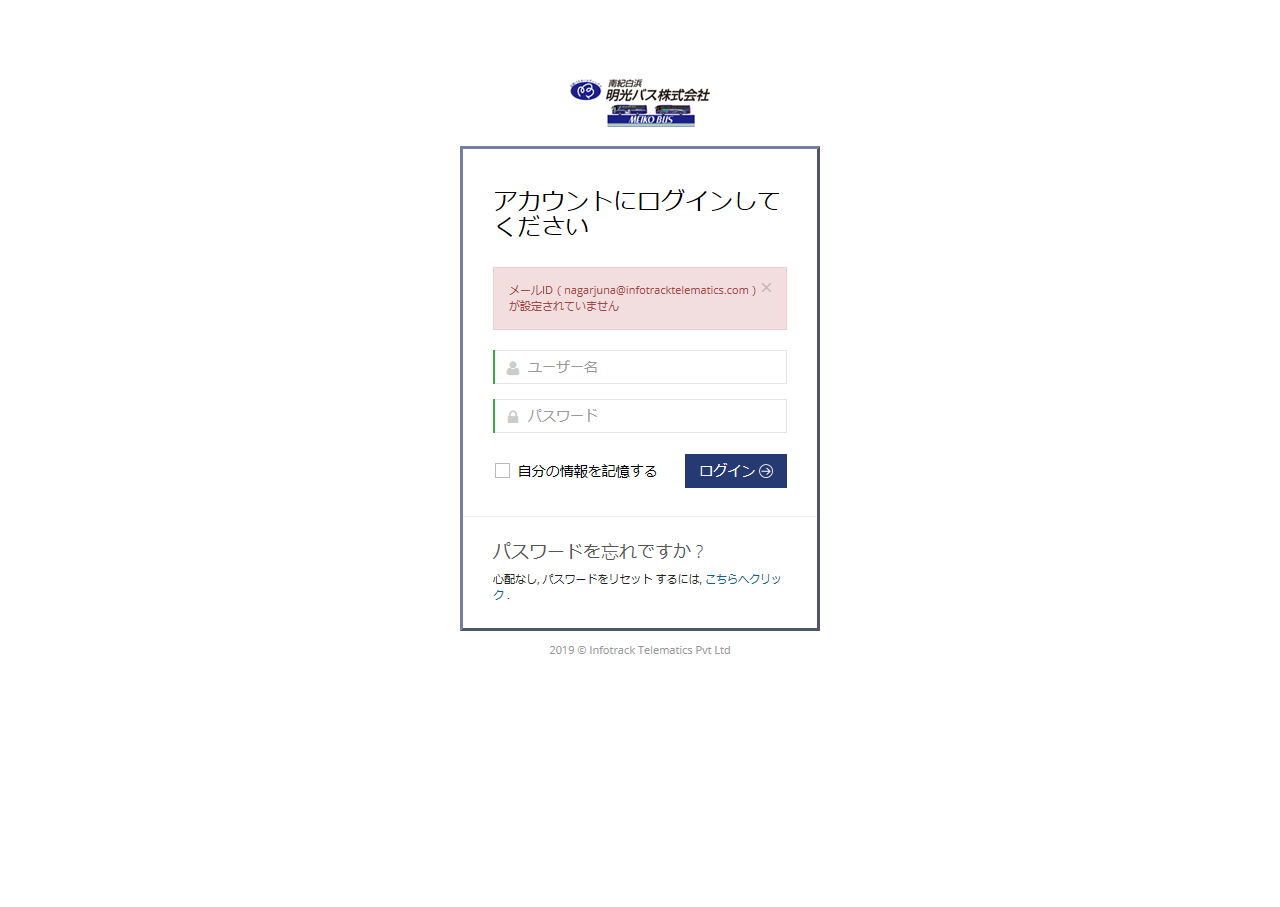 南紀白浜
明光バス株式会社
MEIKO BUS
アカウントにログインして
ください
メールID ( nagarjuna@infotracktelematics.com )
が設定されていません
ユーザー名
パスワード
自分の情報を記憶する
ログイン
パスワードを忘れですか ?
心配なし, パスワードをリセット するには, こちらへクリッ
ク .
2019 © Infotrack Telematics Pvt Ltd